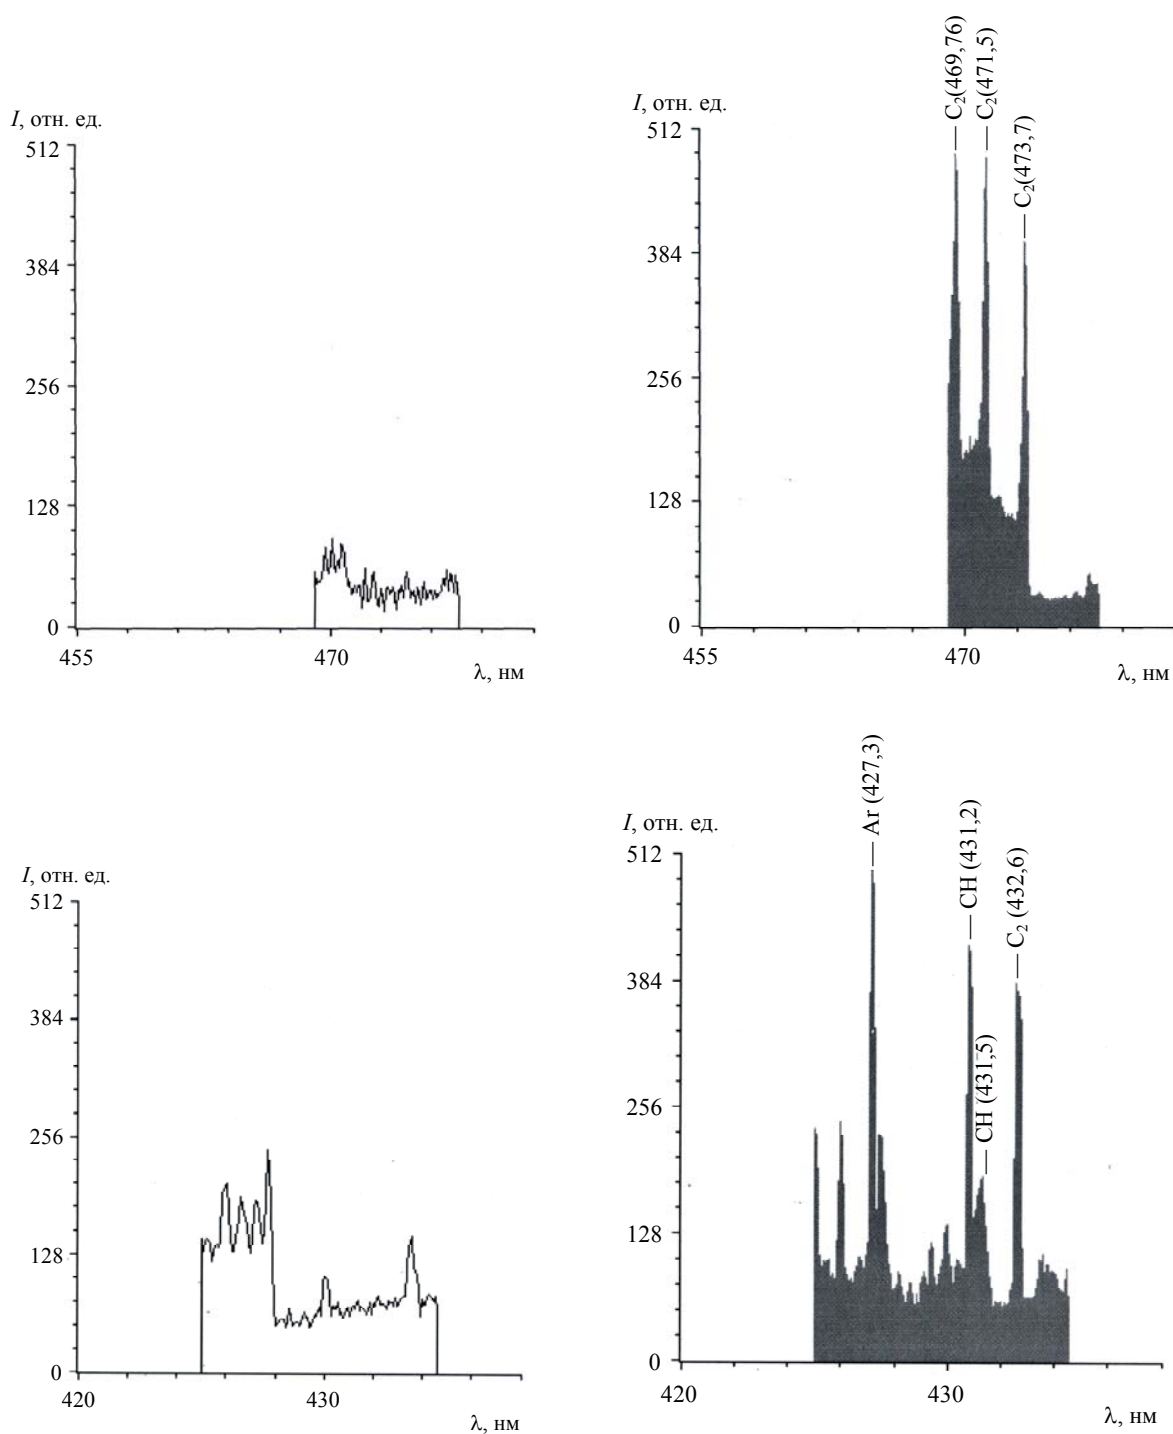 I, отн. ед.
512
384
256
128
0
455
470
λ, нм
I, отн. ед.
512
384
256
128
0
455
470
λ, нм
C₂(469,76)
C₂(471,5)
C₂(473,7)
I, отн. ед.
512
384
256
128
0
420
430
λ, нм
I, отн. ед.
512
384
256
128
0
420
430
λ, нм
Ar (427,3)
CH (431,2)
CH (431,5)
C₂ (432,6)